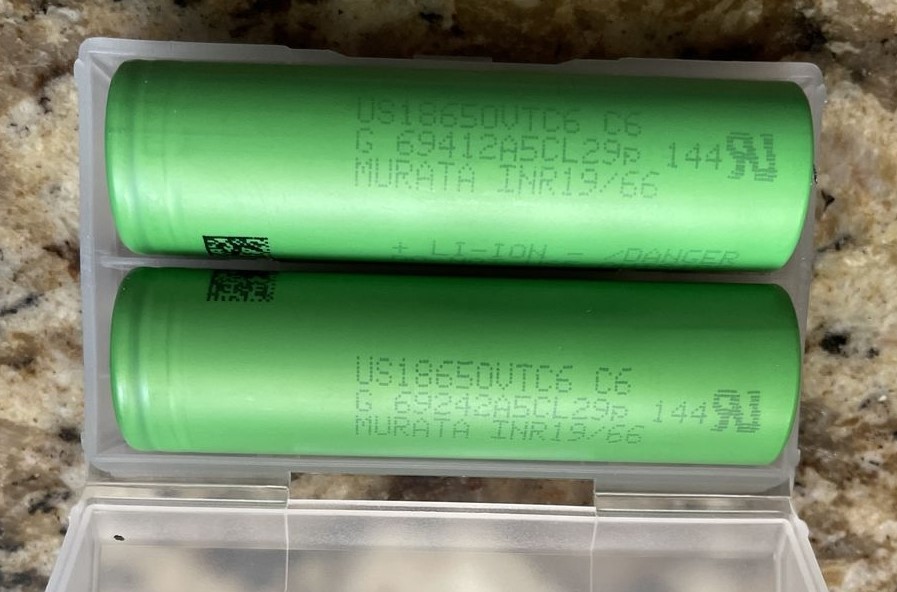 US18650VTC6 C6
G 69412A5CL29p 144
MURATA INR19/66
+ LI-ION - /DANGER
US18650VTC6 C6
G 69242A5CL29p 144
MURATA INR19/66